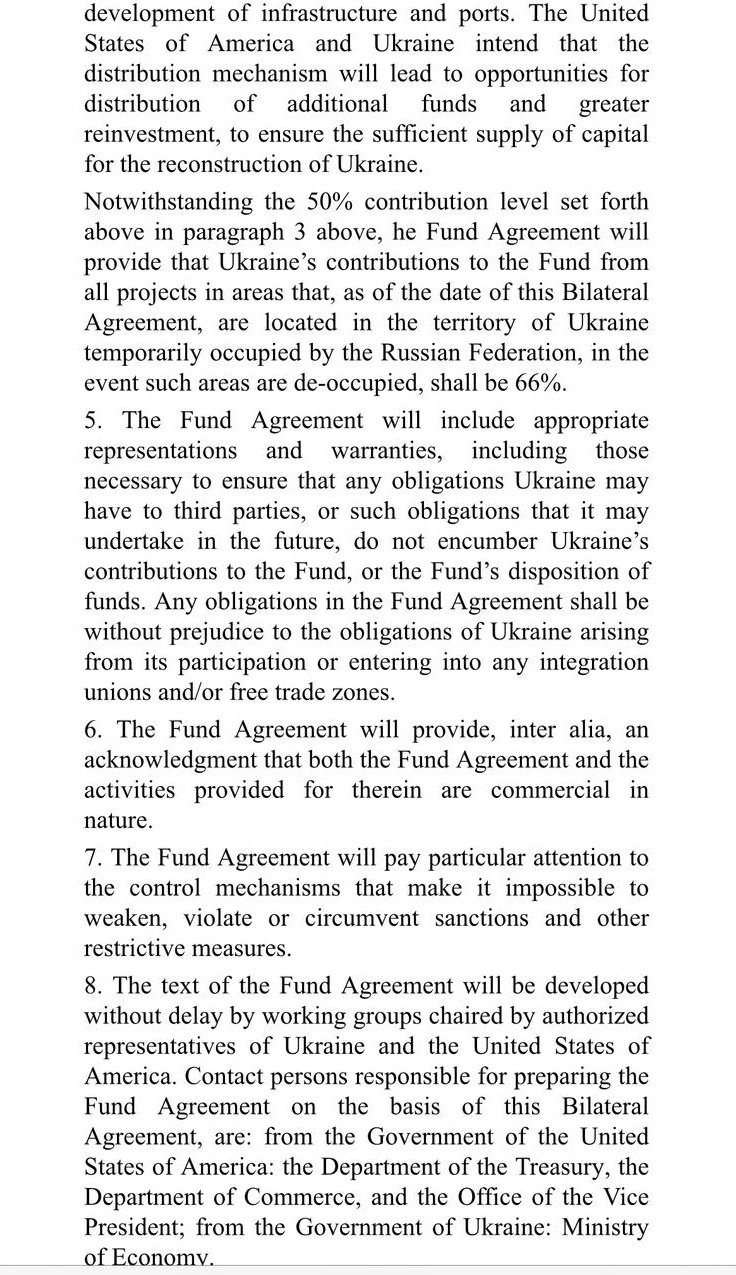 development of infrastructure and ports. The United
States of America and Ukraine intend that the
distribution mechanism will lead to opportunities for
distribution of additional funds and greater
reinvestment, to ensure the sufficient supply of capital
for the reconstruction of Ukraine.
Notwithstanding the 50% contribution level set forth
above in paragraph 3 above, he Fund Agreement will
provide that Ukraine’s contributions to the Fund from
all projects in areas that, as of the date of this Bilateral
Agreement, are located in the territory of Ukraine
temporarily occupied by the Russian Federation, in the
event such areas are de-occupied, shall be 66%.
5. The Fund Agreement will include appropriate
representations and warranties, including those
necessary to ensure that any obligations Ukraine may
have to third parties, or such obligations that it may
undertake in the future, do not encumber Ukraine’s
contributions to the Fund, or the Fund’s disposition of
funds. Any obligations in the Fund Agreement shall be
without prejudice to the obligations of Ukraine arising
from its participation or entering into any integration
unions and/or free trade zones.
6. The Fund Agreement will provide, inter alia, an
acknowledgment that both the Fund Agreement and the
activities provided for therein are commercial in
nature.
7. The Fund Agreement will pay particular attention to
the control mechanisms that make it impossible to
weaken, violate or circumvent sanctions and other
restrictive measures.
8. The text of the Fund Agreement will be developed
without delay by working groups chaired by authorized
representatives of Ukraine and the United States of
America. Contact persons responsible for preparing the
Fund Agreement on the basis of this Bilateral
Agreement, are: from the Government of the United
States of America: the Department of the Treasury, the
Department of Commerce, and the Office of the Vice
President; from the Government of Ukraine: Ministry
of Economy.